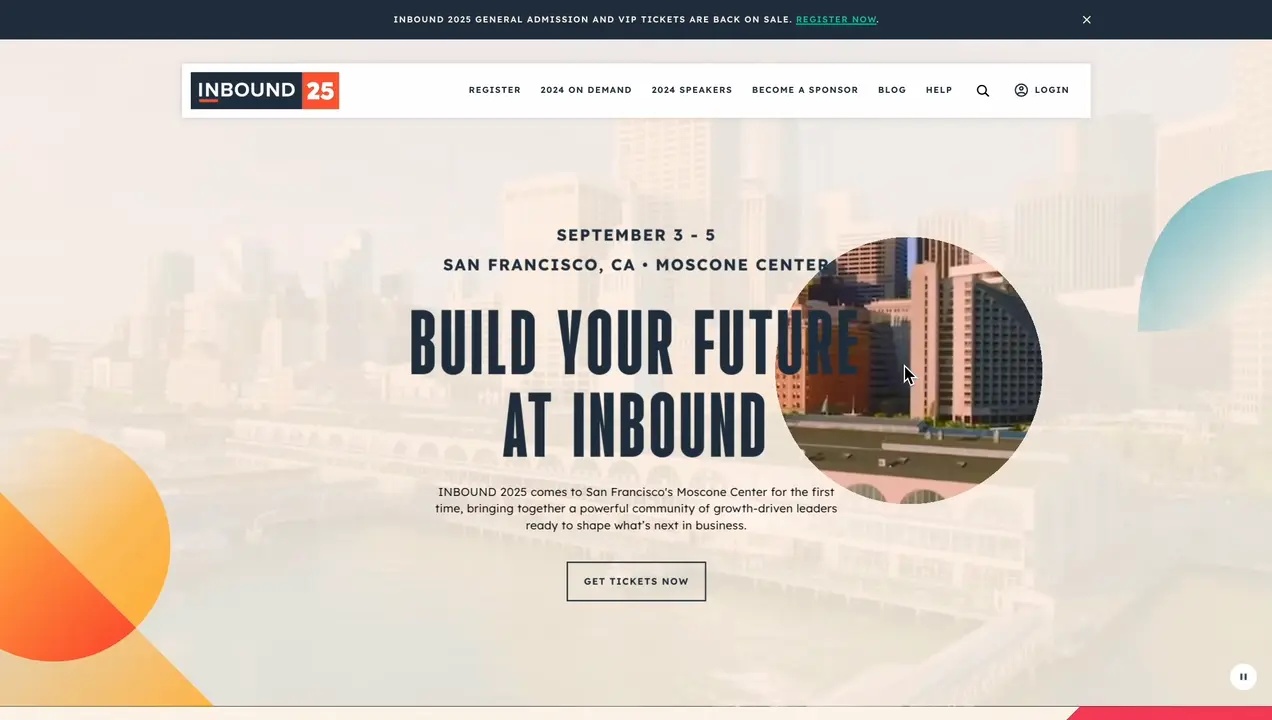 INBOUND 2025 GENERAL ADMISSION AND VIP TICKETS ARE BACK ON SALE. REGISTER NOW.
INBOUND 25
REGISTER
2024 ON DEMAND
2024 SPEAKERS
BECOME A SPONSOR
BLOG
HELP
LOGIN
SEPTEMBER 3 - 5
SAN FRANCISCO, CA • MOSCONE CENTER
BUILD YOUR FUTURE
AT INBOUND
INBOUND 2025 comes to San Francisco's Moscone Center for the first
time, bringing together a powerful community of growth-driven leaders
ready to shape what's next in business.
GET TICKETS NOW